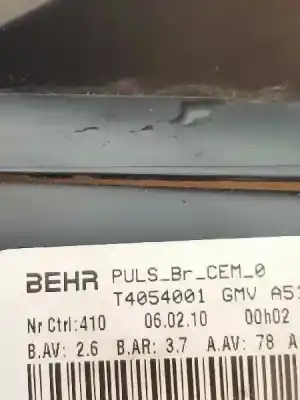 BEHR PULS_Br_CEM_0
T4054001 GMV A51
Nr Ctrl:410 06.02.10 00h02
B.AV: 2.6 B.AR: 3.7 A.AV: 78 A